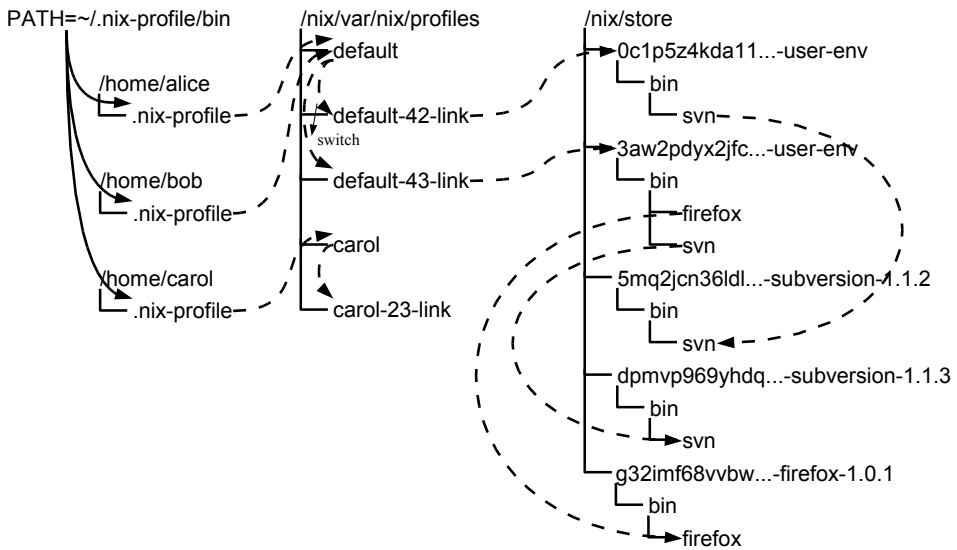 PATH=~/.nix-profile/bin
/home/alice
.nix-profile
/home/bob
.nix-profile
/home/carol
.nix-profile
/nix/var/nix/profiles
default
default-42-link
switch
default-43-link
carol
carol-23-link
/nix/store
0c1p5z4kda11...-user-env
bin
svn
3aw2pdyx2jfc...-user-env
bin
firefox
svn
5mq2jcn36ldl...-subversion-1.1.2
bin
svn
dpmvp969yhdq...-subversion-1.1.3
bin
svn
g32imf68vvbw...-firefox-1.0.1
bin
firefox